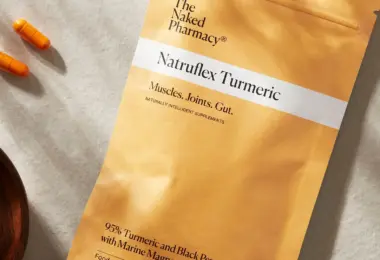 The
Naked
Pharmacy®
Natruflex Turmeric
Muscles. Joints. Gut.
NATURALLY INTELLIGENT SUPPLEMENTS
95% Turmeric and Black
with Marine